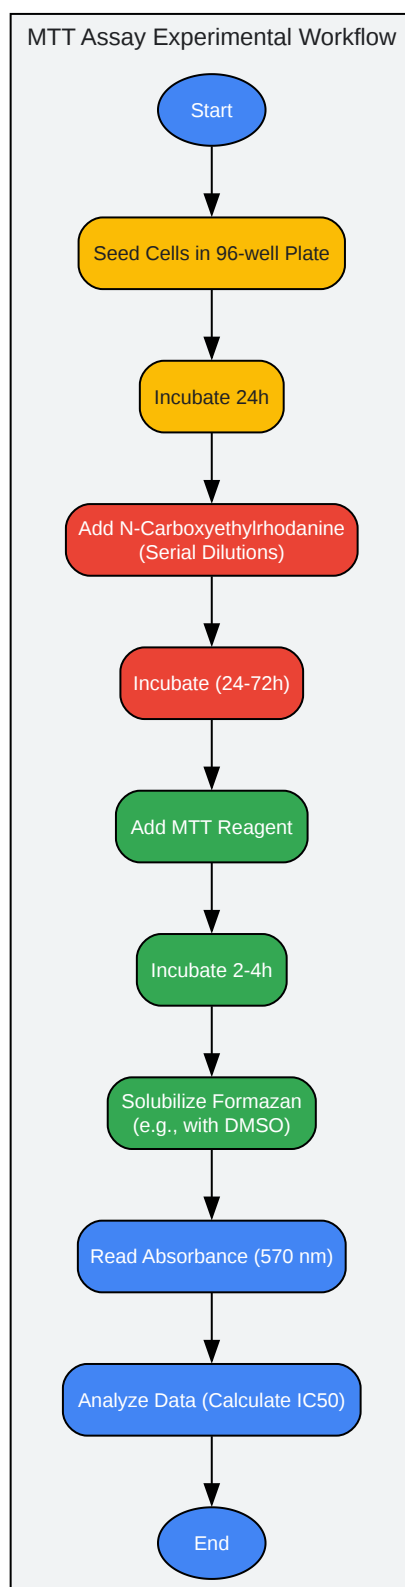 MTT Assay Experimental Workflow
Start
Seed Cells in 96-well Plate
Incubate 24h
Add N-Carboxyethylrhodanine
(Serial Dilutions)
Incubate (24-72h)
Add MTT Reagent
Incubate 2-4h
Solubilize Formazan
(e.g., with DMSO)
Read Absorbance (570 nm)
Analyze Data (Calculate IC50)
End